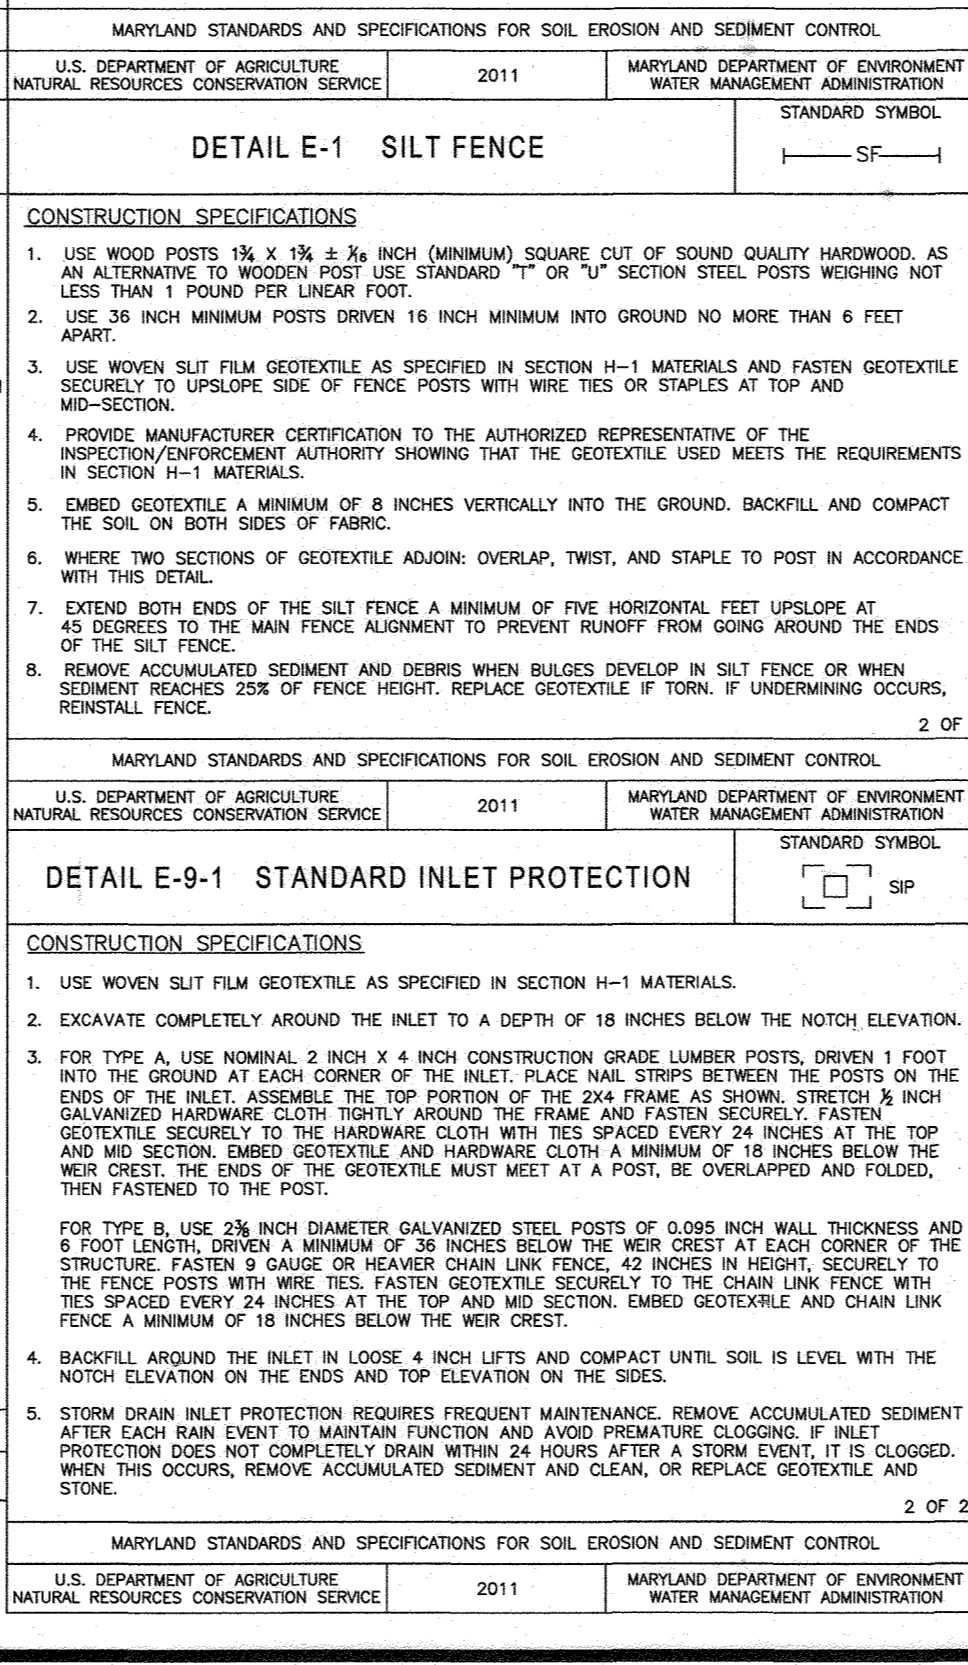 MARYLAND STANDARDS AND SPECIFICATIONS FOR SOIL EROSION AND SEDIMENT CONTROL
U.S. DEPARTMENT OF AGRICULTURE
NATURAL RESOURCES CONSERVATION SERVICE
2011
MARYLAND DEPARTMENT OF ENVIRONMENT
WATER MANAGEMENT ADMINISTRATION
DETAIL E-1 SILT FENCE
STANDARD SYMBOL
SF
CONSTRUCTION SPECIFICATIONS
1. USE WOOD POSTS 1¾ X 1¾ ± 1/16 INCH (MINIMUM) SQUARE CUT OF SOUND QUALITY HARDWOOD. AS
AN ALTERNATIVE TO WOODEN POST USE STANDARD "T" OR "U" SECTION STEEL POSTS WEIGHING NOT
LESS THAN 1 POUND PER LINEAR FOOT.
2. USE 36 INCH MINIMUM POSTS DRIVEN 16 INCH MINIMUM INTO GROUND NO MORE THAN 6 FEET
APART.
3. USE WOVEN SLIT FILM GEOTEXTILE AS SPECIFIED IN SECTION H-1 MATERIALS AND FASTEN GEOTEXTILE
SECURELY TO UPSLOPE SIDE OF FENCE POSTS WITH WIRE TIES OR STAPLES AT TOP AND
MID-SECTION.
4. PROVIDE MANUFACTURER CERTIFICATION TO THE AUTHORIZED REPRESENTATIVE OF THE
INSPECTION/ENFORCEMENT AUTHORITY SHOWING THAT THE GEOTEXTILE USED MEETS THE REQUIREMENTS
IN SECTION H-1 MATERIALS.
5. EMBED GEOTEXTILE A MINIMUM OF 8 INCHES VERTICALLY INTO THE GROUND. BACKFILL AND COMPACT
THE SOIL ON BOTH SIDES OF FABRIC.
6. WHERE TWO SECTIONS OF GEOTEXTILE ADJOIN: OVERLAP, TWIST, AND STAPLE TO POST IN ACCORDANCE
WITH THIS DETAIL.
7. EXTEND BOTH ENDS OF THE SILT FENCE A MINIMUM OF FIVE HORIZONTAL FEET UPSLOPE AT
45 DEGREES TO THE MAIN FENCE ALIGNMENT TO PREVENT RUNOFF FROM GOING AROUND THE ENDS
OF THE SILT FENCE.
8. REMOVE ACCUMULATED SEDIMENT AND DEBRIS WHEN BULGES DEVELOP IN SILT FENCE OR WHEN
SEDIMENT REACHES 25% OF FENCE HEIGHT. REPLACE GEOTEXTILE IF TORN. IF UNDERMINING OCCURS,
REINSTALL FENCE.
2 OF
MARYLAND STANDARDS AND SPECIFICATIONS FOR SOIL EROSION AND SEDIMENT CONTROL
U.S. DEPARTMENT OF AGRICULTURE
NATURAL RESOURCES CONSERVATION SERVICE
2011
MARYLAND DEPARTMENT OF ENVIRONMENT
WATER MANAGEMENT ADMINISTRATION
DETAIL E-9-1 STANDARD INLET PROTECTION
STANDARD SYMBOL
SIP
CONSTRUCTION SPECIFICATIONS
1. USE WOVEN SLIT FILM GEOTEXTILE AS SPECIFIED IN SECTION H-1 MATERIALS.
2. EXCAVATE COMPLETELY AROUND THE INLET TO A DEPTH OF 18 INCHES BELOW THE NOTCH ELEVATION.
3. FOR TYPE A, USE NOMINAL 2 INCH X 4 INCH CONSTRUCTION GRADE LUMBER POSTS, DRIVEN 1 FOOT
INTO THE GROUND AT EACH CORNER OF THE INLET. PLACE NAIL STRIPS BETWEEN THE POSTS ON THE
ENDS OF THE INLET. ASSEMBLE THE TOP PORTION OF THE 2X4 FRAME AS SHOWN. STRETCH ½ INCH
GALVANIZED HARDWARE CLOTH TIGHTLY AROUND THE FRAME AND FASTEN SECURELY. FASTEN
GEOTEXTILE SECURELY TO THE HARDWARE CLOTH WITH TIES SPACED EVERY 24 INCHES AT THE TOP
AND MID SECTION. EMBED GEOTEXTILE AND HARDWARE CLOTH A MINIMUM OF 18 INCHES BELOW THE
WEIR CREST. THE ENDS OF THE GEOTEXTILE MUST MEET AT A POST, BE OVERLAPPED AND FOLDED,
THEN FASTENED TO THE POST.
FOR TYPE B, USE 2⅜ INCH DIAMETER GALVANIZED STEEL POSTS OF 0.095 INCH WALL THICKNESS AND
6 FOOT LENGTH, DRIVEN A MINIMUM OF 36 INCHES BELOW THE WEIR CREST AT EACH CORNER OF THE
STRUCTURE. FASTEN 9 GAUGE OR HEAVIER CHAIN LINK FENCE, 42 INCHES IN HEIGHT, SECURELY TO
THE FENCE POSTS WITH WIRE TIES. FASTEN GEOTEXTILE SECURELY TO THE CHAIN LINK FENCE WITH
TIES SPACED EVERY 24 INCHES AT THE TOP AND MID SECTION. EMBED GEOTEXTILE AND CHAIN LINK
FENCE A MINIMUM OF 18 INCHES BELOW THE WEIR CREST.
4. BACKFILL AROUND THE INLET IN LOOSE 4 INCH LIFTS AND COMPACT UNTIL SOIL IS LEVEL WITH THE
NOTCH ELEVATION ON THE ENDS AND TOP ELEVATION ON THE SIDES.
5. STORM DRAIN INLET PROTECTION REQUIRES FREQUENT MAINTENANCE. REMOVE ACCUMULATED SEDIMENT
AFTER EACH RAIN EVENT TO MAINTAIN FUNCTION AND AVOID PREMATURE CLOGGING. IF INLET
PROTECTION DOES NOT COMPLETELY DRAIN WITHIN 24 HOURS AFTER A STORM EVENT, IT IS CLOGGED.
WHEN THIS OCCURS, REMOVE ACCUMULATED SEDIMENT AND CLEAN, OR REPLACE GEOTEXTILE AND
STONE.
2 OF 2
MARYLAND STANDARDS AND SPECIFICATIONS FOR SOIL EROSION AND SEDIMENT CONTROL
U.S. DEPARTMENT OF AGRICULTURE
NATURAL RESOURCES CONSERVATION SERVICE
2011
MARYLAND DEPARTMENT OF ENVIRONMENT
WATER MANAGEMENT ADMINISTRATION